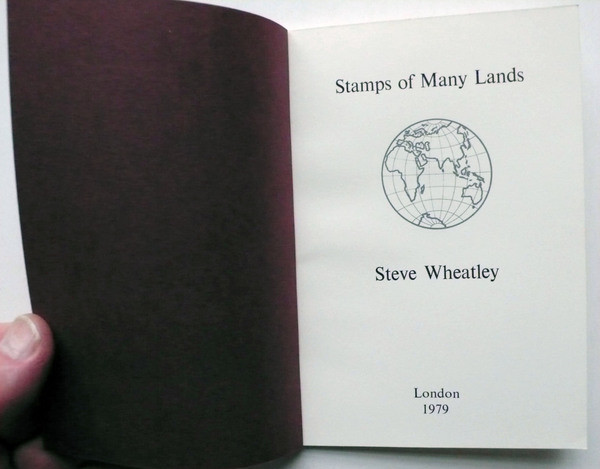 Stamps of Many Lands
Steve Wheatley
London
1979